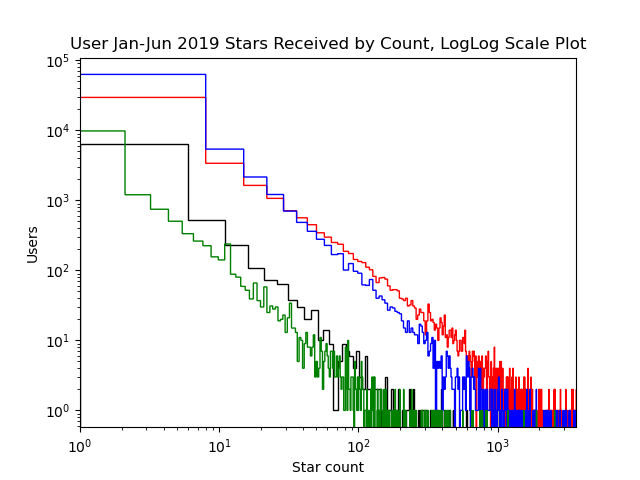 User Jan-Jun 2019 Stars Received by Count, LogLog Scale Plot
10⁵
10⁴
10³
10²
10¹
10⁰
Users
10⁰ 10¹ 10² 10³
Star count